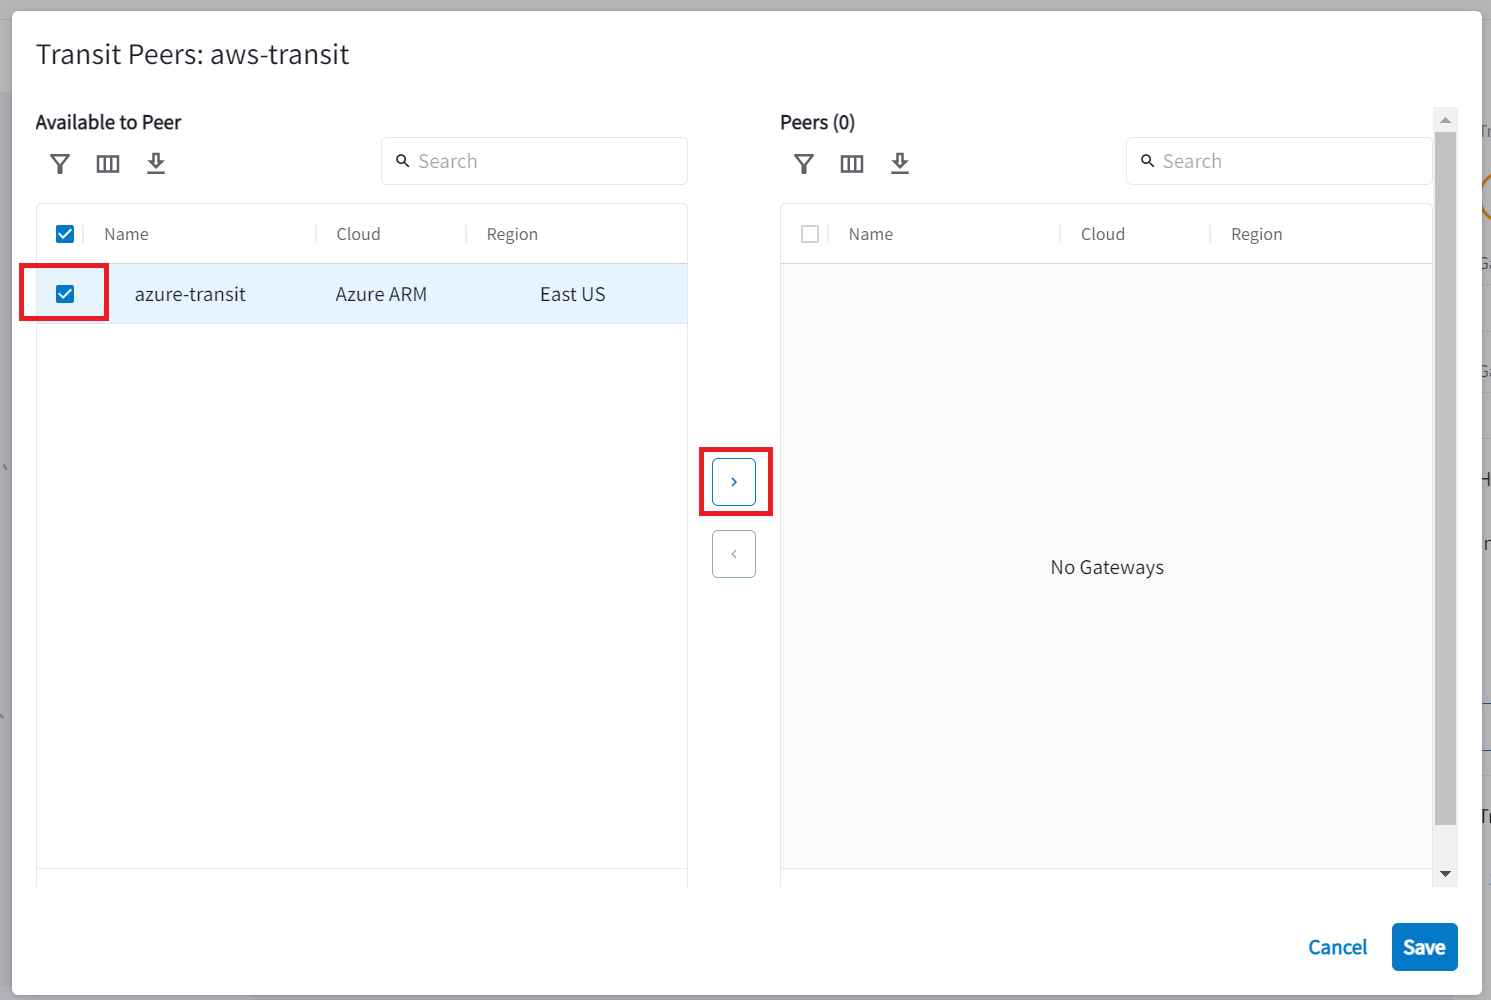 Transit Peers: aws-transit
Available to Peer
Search
Name Cloud Region
azure-transit Azure ARM East US
Peers (0)
Search
Name Cloud Region
No Gateways
Cancel Save